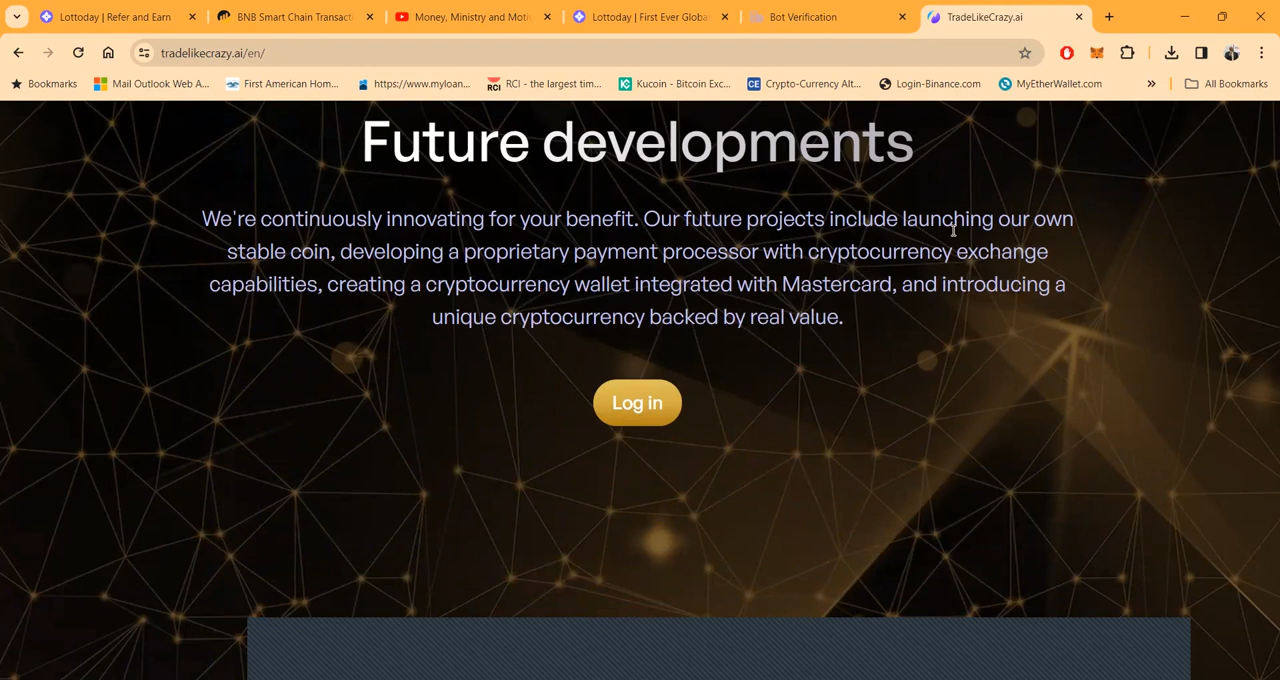 Lottoday | Refer and Earn
BNB Smart Chain Transacti
Money, Ministry and Moti
Lottoday | First Ever Globa
Bot Verification
TradeLikeCrazy.ai
tradelikecrazy.ai/en/
Bookmarks
Mail Outlook Web A...
First American Hom...
https://www.myloan...
RCI - the largest tim...
Kucoin - Bitcoin Exc...
Crypto-Currency Alt...
Login-Binance.com
MyEtherWallet.com
All Bookmarks
Future developments
We're continuously innovating for your benefit. Our future projects include launching our own
stable coin, developing a proprietary payment processor with cryptocurrency exchange
capabilities, creating a cryptocurrency wallet integrated with Mastercard, and introducing a
unique cryptocurrency backed by real value.
Log in